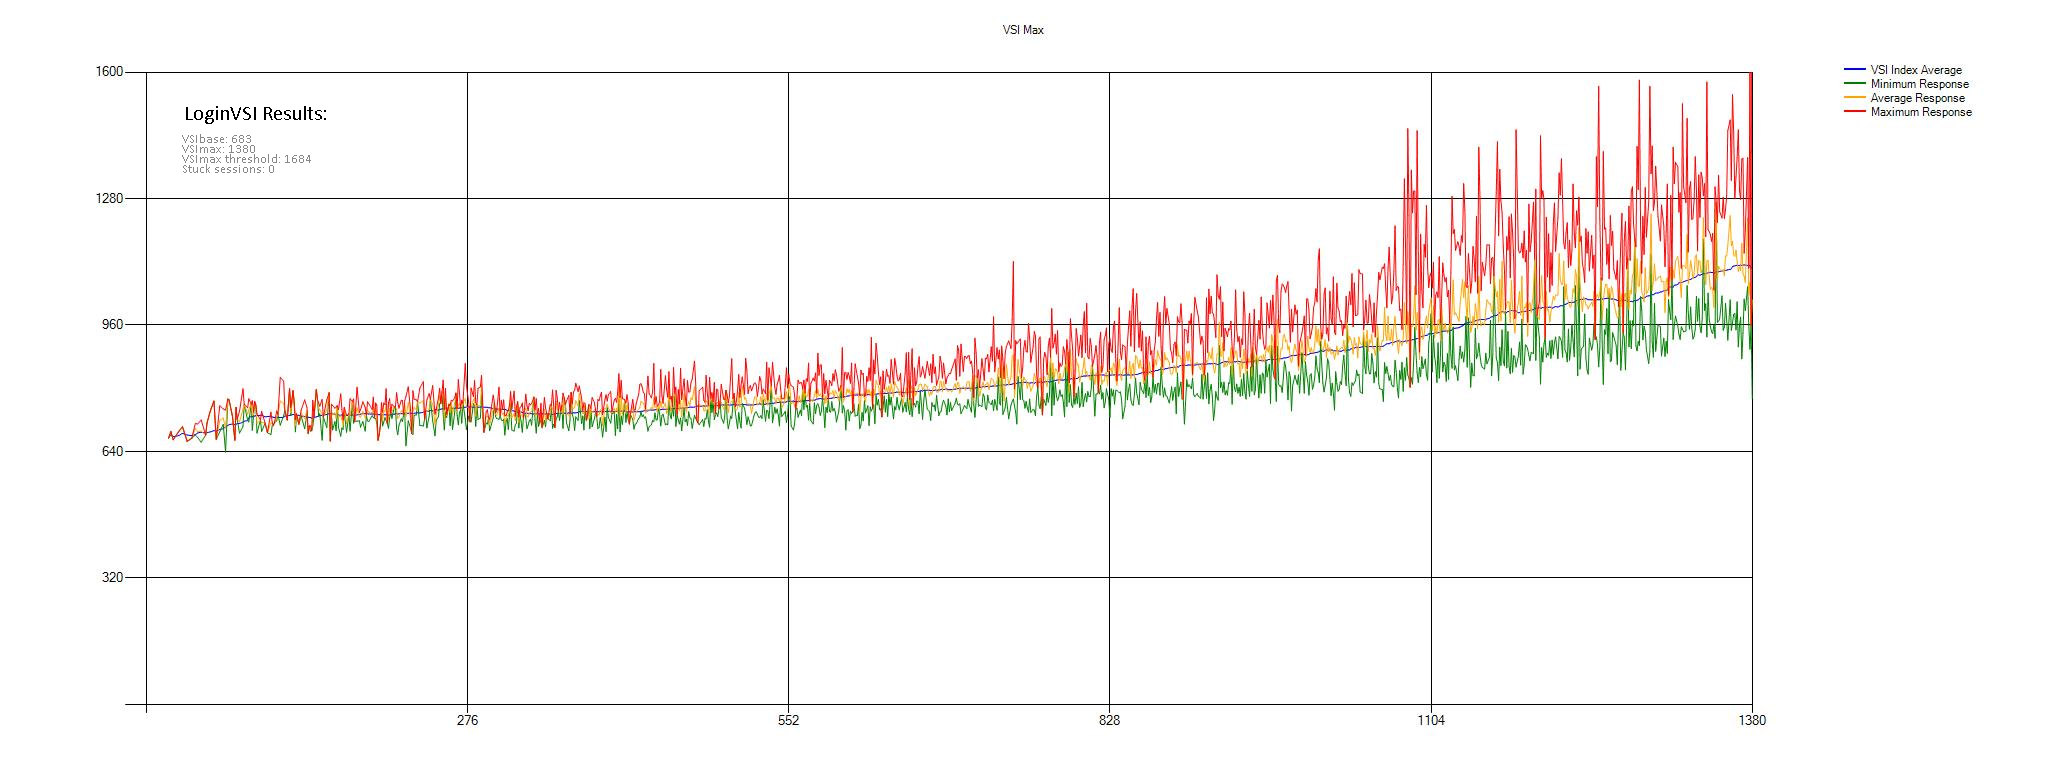 VSI Max
1600
1280
960
640
320
LoginVSI Results:
VSIbase: 683
VSImax: 1380
VSImax threshold: 1684
Stuck sessions: 0
276
552
828
1104
1380
VSI Index Average
Minimum Response
Average Response
Maximum Response